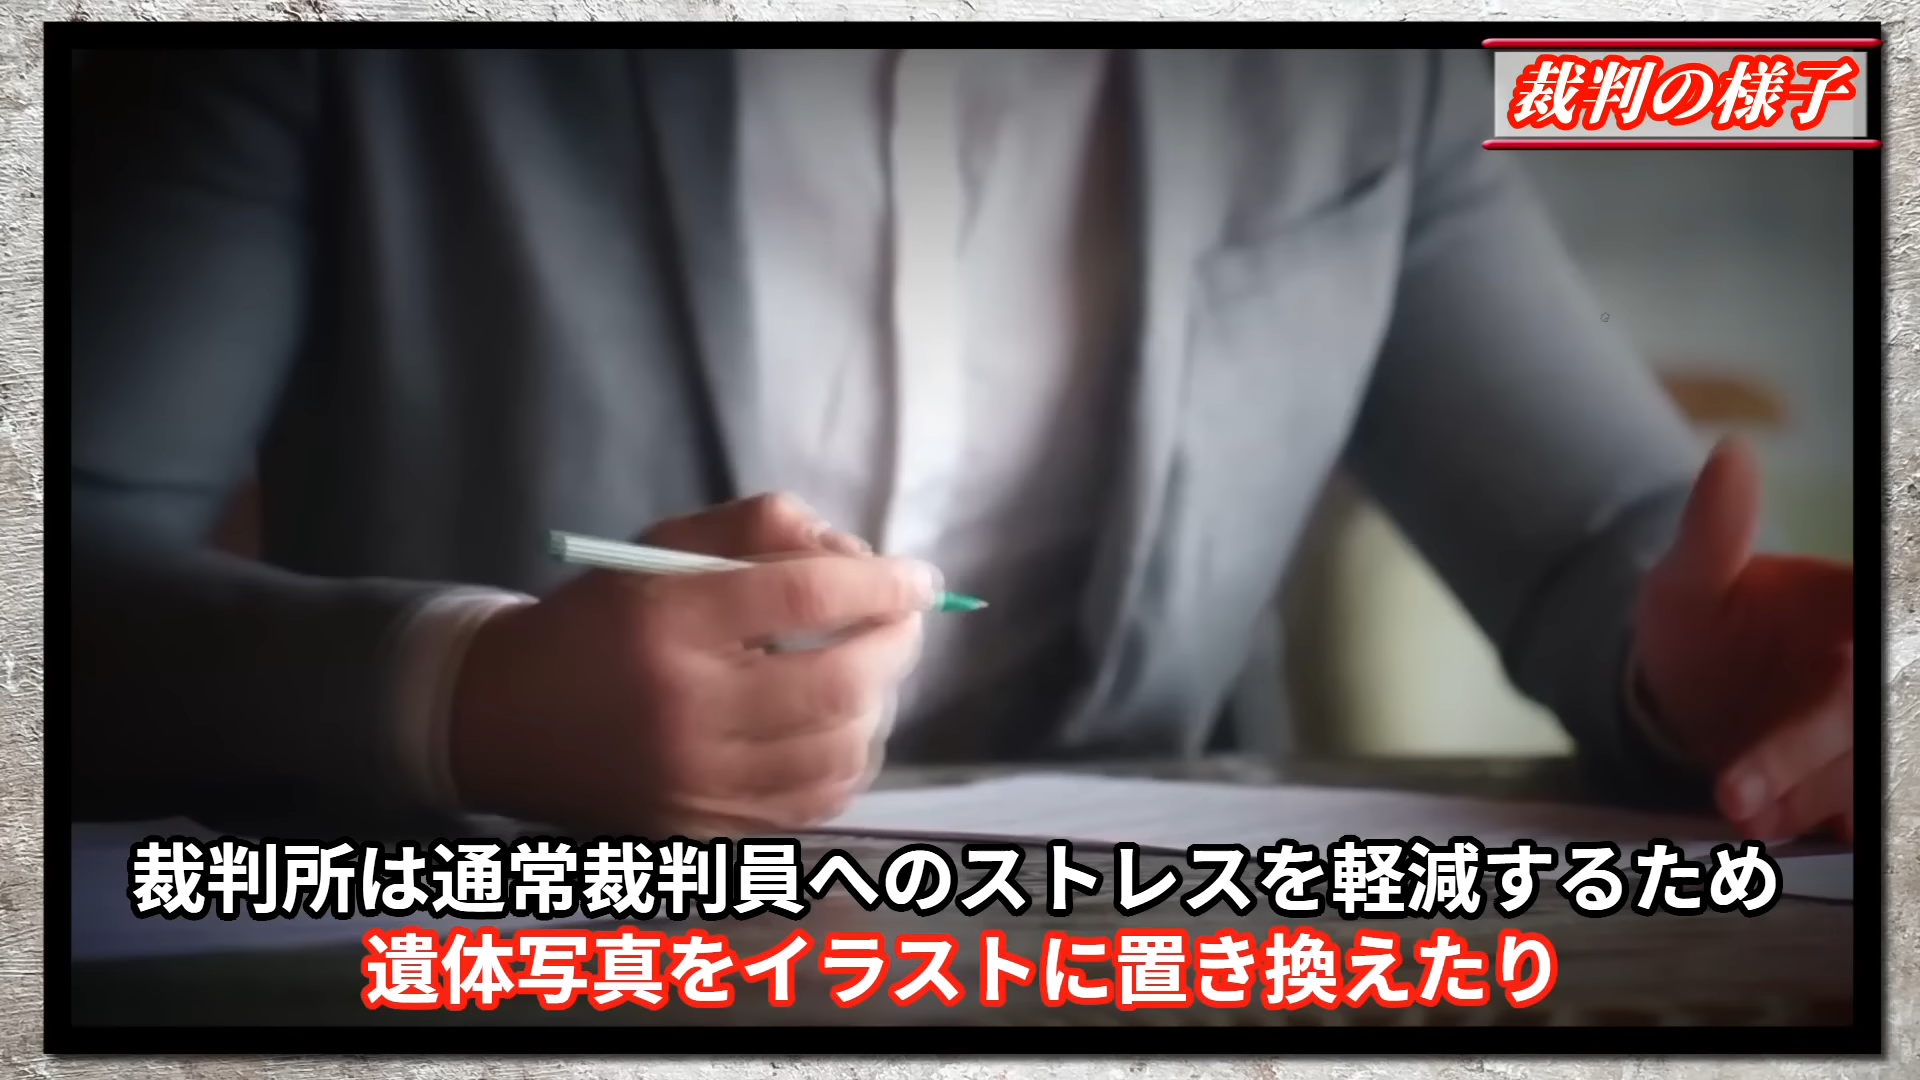 裁判の様子
裁判所は通常裁判員へのストレスを軽減するため
遺体写真をイラストに置き換えたり